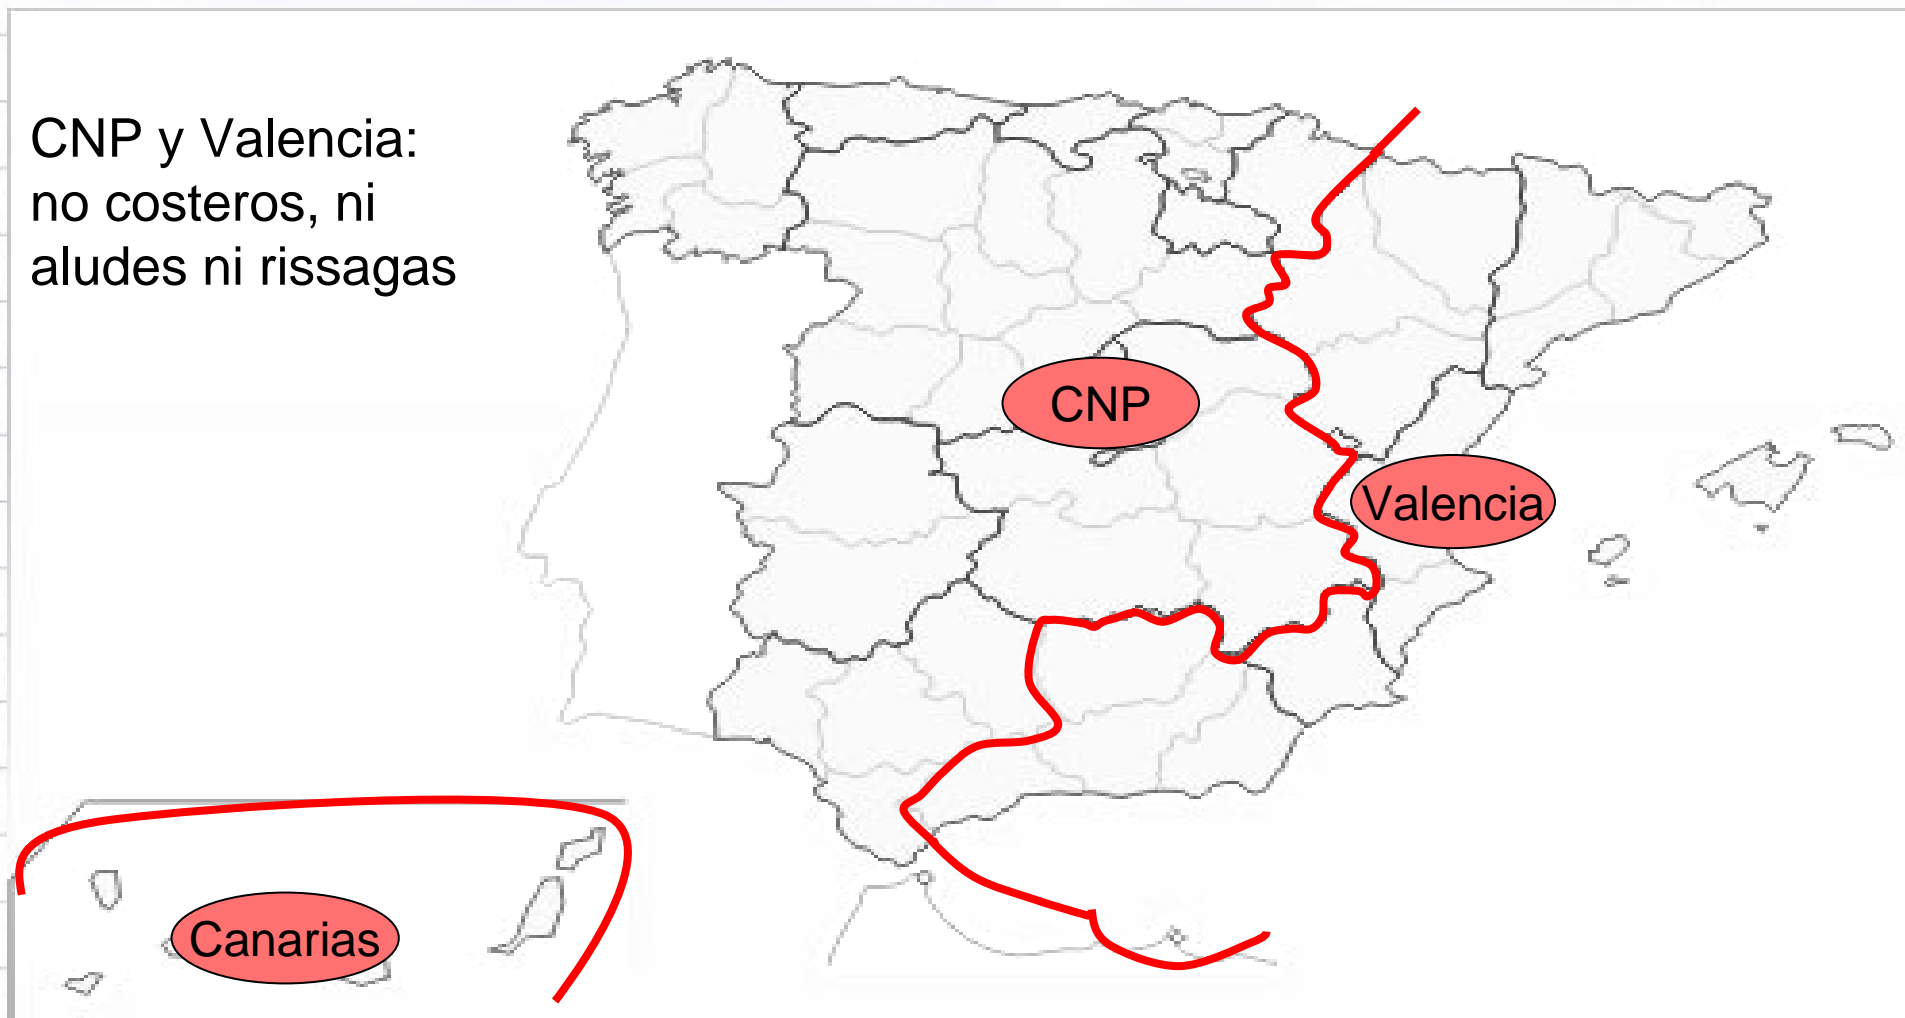 CNP y Valencia:
no costeros, ni
aludes ni rissagas
CNP
Valencia
Canarias